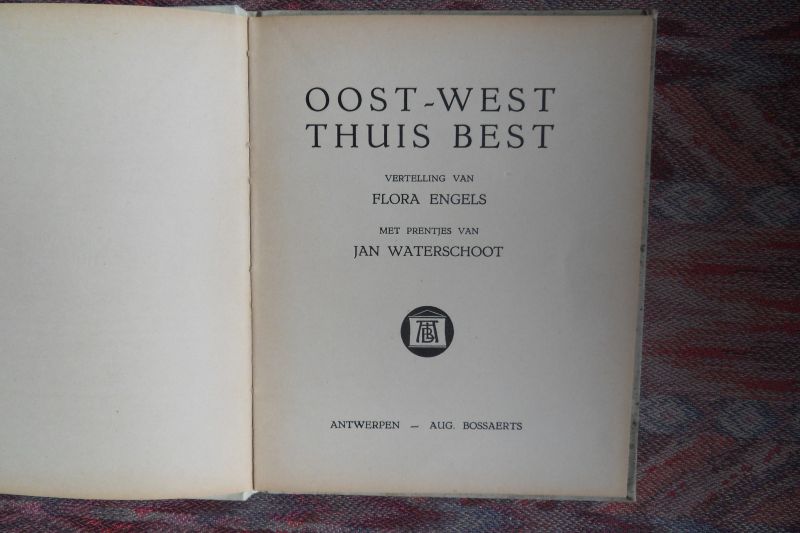 OOST-WEST
THUIS BEST
VERTELLING VAN
FLORA ENGELS
MET PRENTJES VAN
JAN WATERSCHOOT
ANTWERPEN — AUG. BOSSAERTS